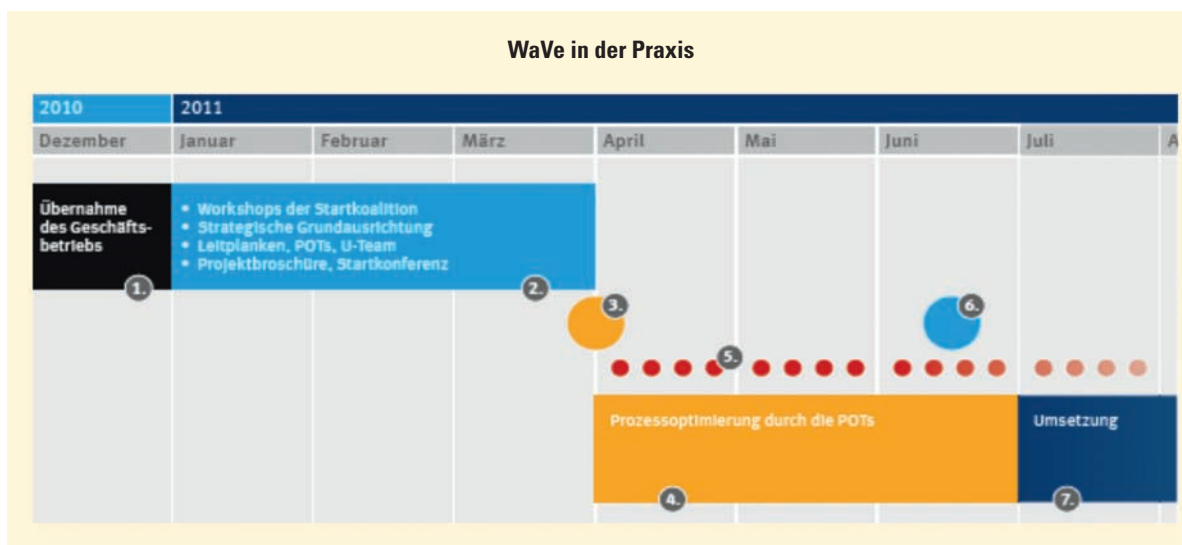 WaVe in der Praxis
2010 2011
Dezember Januar Februar März April Mai Juni Juli A
Übernahme
des Geschäfts-
betriebs
1.
• Workshops der Startkoalition
• Strategische Grundausrichtung
• Leitplanken, POTs, U-Team
• Projektbroschüre, Startkonferenz
2.
3.
6.
5.
Prozessoptimierung durch die POTs
4.
Umsetzung
7.